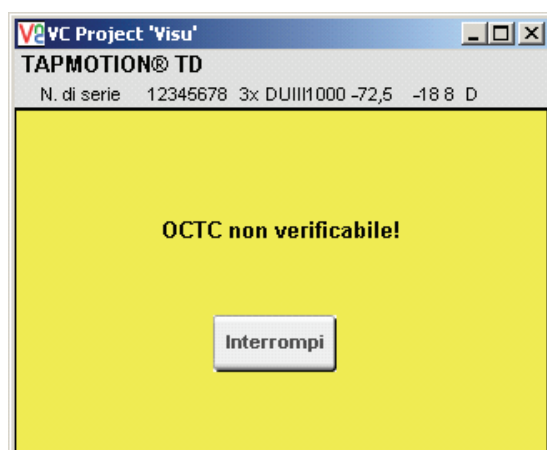 VC Project 'Visu'
TAPMOTION® TD
N. di serie 12345678 3x DUIII1000 -72,5 -18 8 D
OCTC non verificabile!
Interrompi